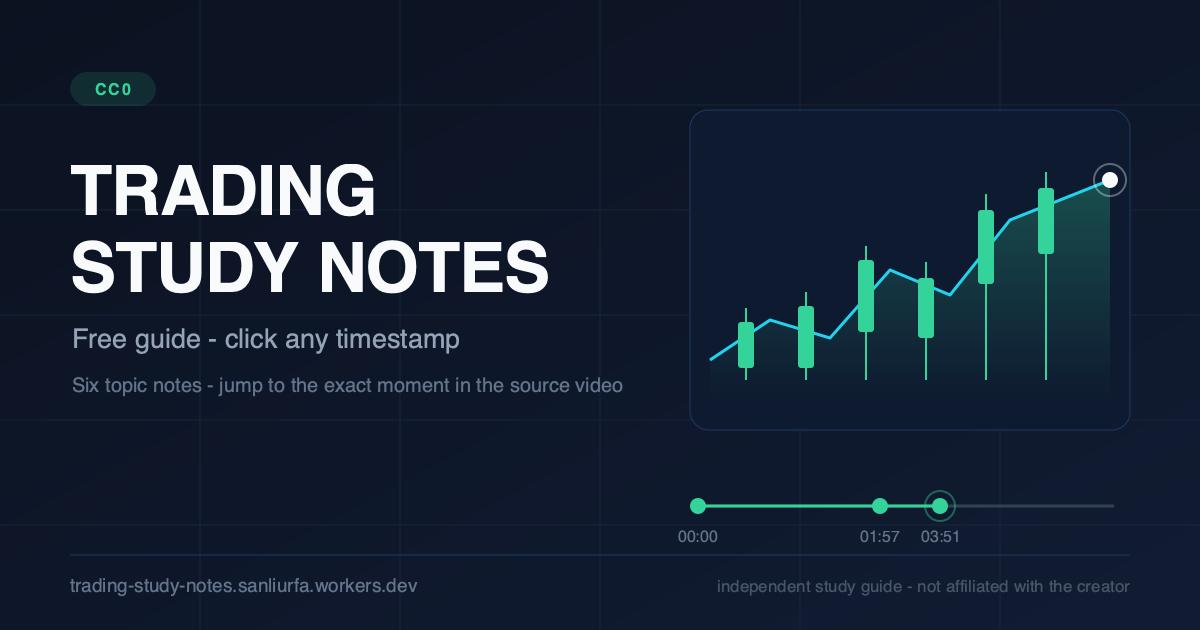 CC0
TRADING
STUDY NOTES
Free guide - click any timestamp
Six topic notes - jump to the exact moment in the source video
00:00
01:57
03:51
trading-study-notes.sanliurfa.workers.dev
independent study guide - not affiliated with the creator